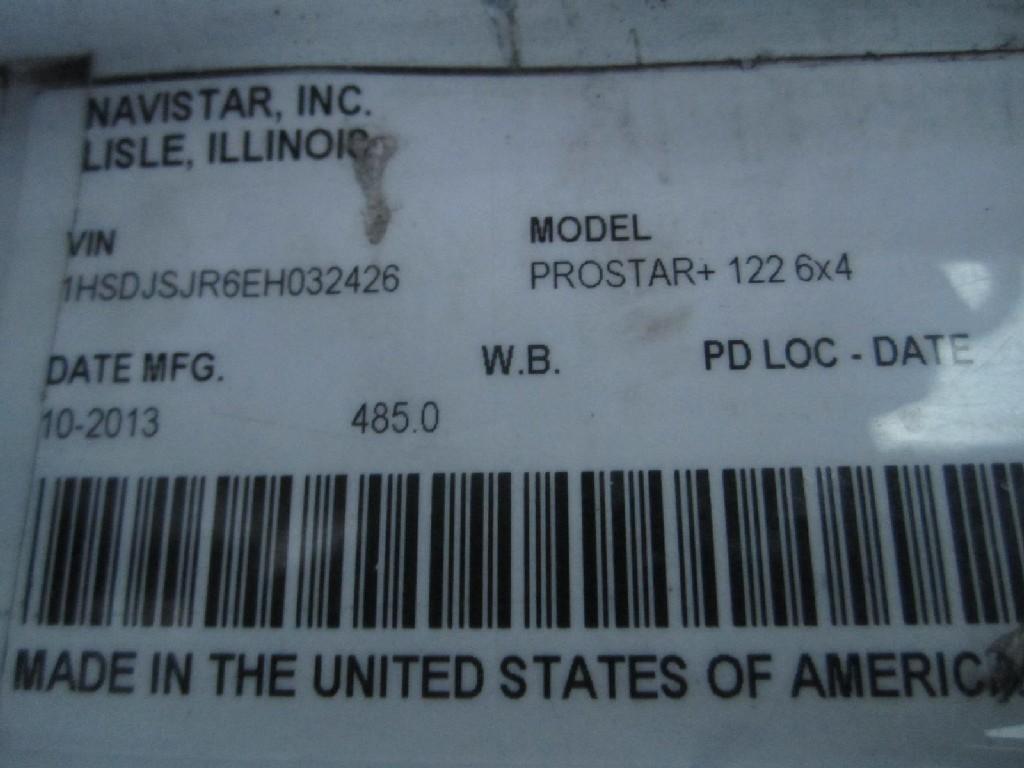 NAVISTAR, INC.
LISLE, ILLINOIS
VIN MODEL
1HSDJSJR6EH032426 PROSTAR+ 122 6x4
DATE MFG. W.B. PD LOC - DATE
10-2013 485.0
MADE IN THE UNITED STATES OF AMERICA